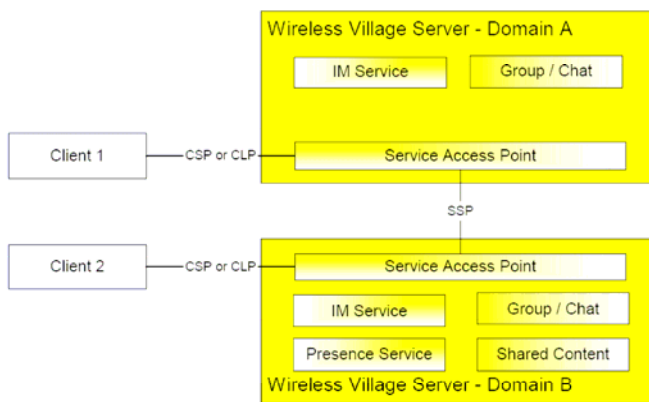 Wireless Village Server - Domain A
IM Service
Group / Chat
Client 1
CSP or CLP
Service Access Point
SSP
Client 2
CSP or CLP
Service Access Point
IM Service
Group / Chat
Presence Service
Shared Content
Wireless Village Server - Domain B